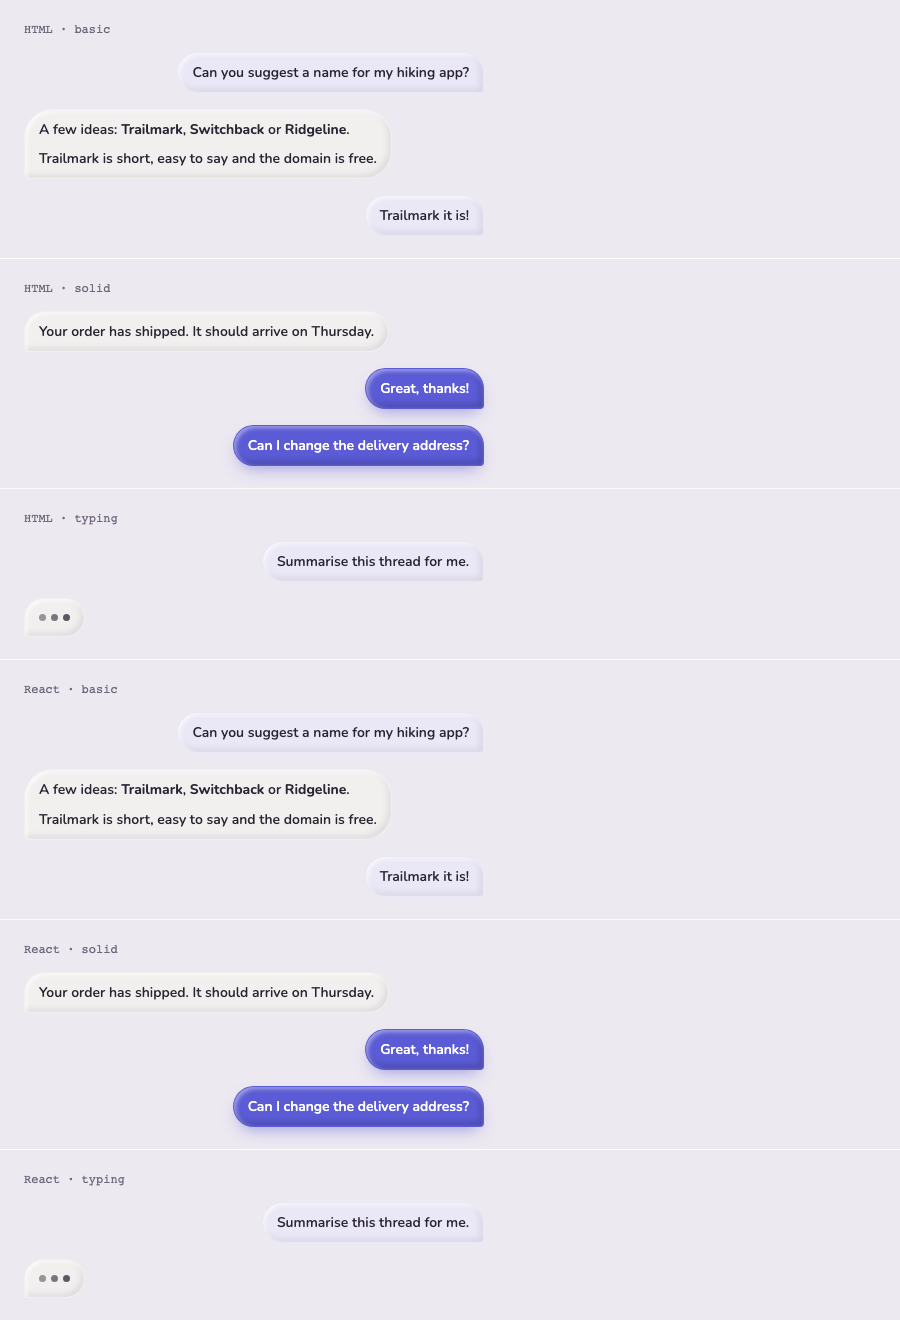 HTML · basic
Can you suggest a name for my hiking app?
A few ideas: Trailmark, Switchback or Ridgeline.
Trailmark is short, easy to say and the domain is free.
Trailmark it is!
HTML · solid
Your order has shipped. It should arrive on Thursday.
Great, thanks!
Can I change the delivery address?
HTML · typing
Summarise this thread for me.
React · basic
Can you suggest a name for my hiking app?
A few ideas: Trailmark, Switchback or Ridgeline.
Trailmark is short, easy to say and the domain is free.
Trailmark it is!
React · solid
Your order has shipped. It should arrive on Thursday.
Great, thanks!
Can I change the delivery address?
React · typing
Summarise this thread for me.